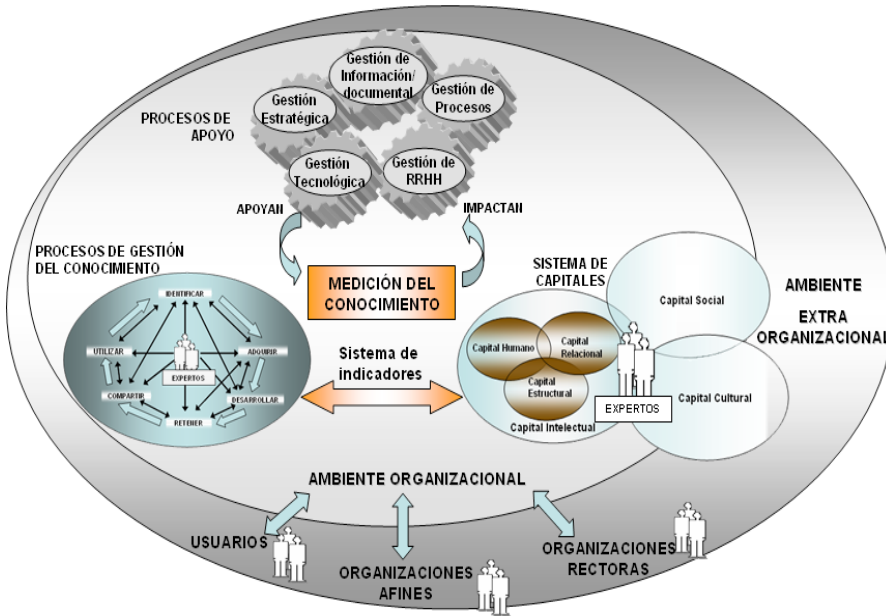 Gestión de
Información/
documental
Gestión
Estratégica
Gestión de
Procesos
PROCESOS DE
APOYO
Gestión
Tecnológica
Gestión de
RRHH
APOYAN
IMPACTAN
PROCESOS DE GESTIÓN
DEL CONOCIMIENTO
IDENTIFICAR
UTILIZAR
ADQUIRIR
EXPERTOS
COMPARTIR
DESARROLLAR
RETENER
MEDICIÓN DEL
CONOCIMIENTO
Sistema de
indicadores
SISTEMA DE
CAPITALES
Capital Social
Capital Humano
Capital
Relacional
Capital
Estructural
Capital Intelectual
EXPERTOS
Capital Cultural
AMBIENTE
EXTRA
ORGANIZACIONAL
AMBIENTE ORGANIZACIONAL
USUARIOS
ORGANIZACIONES
AFINES
ORGANIZACIONES
RECTORAS